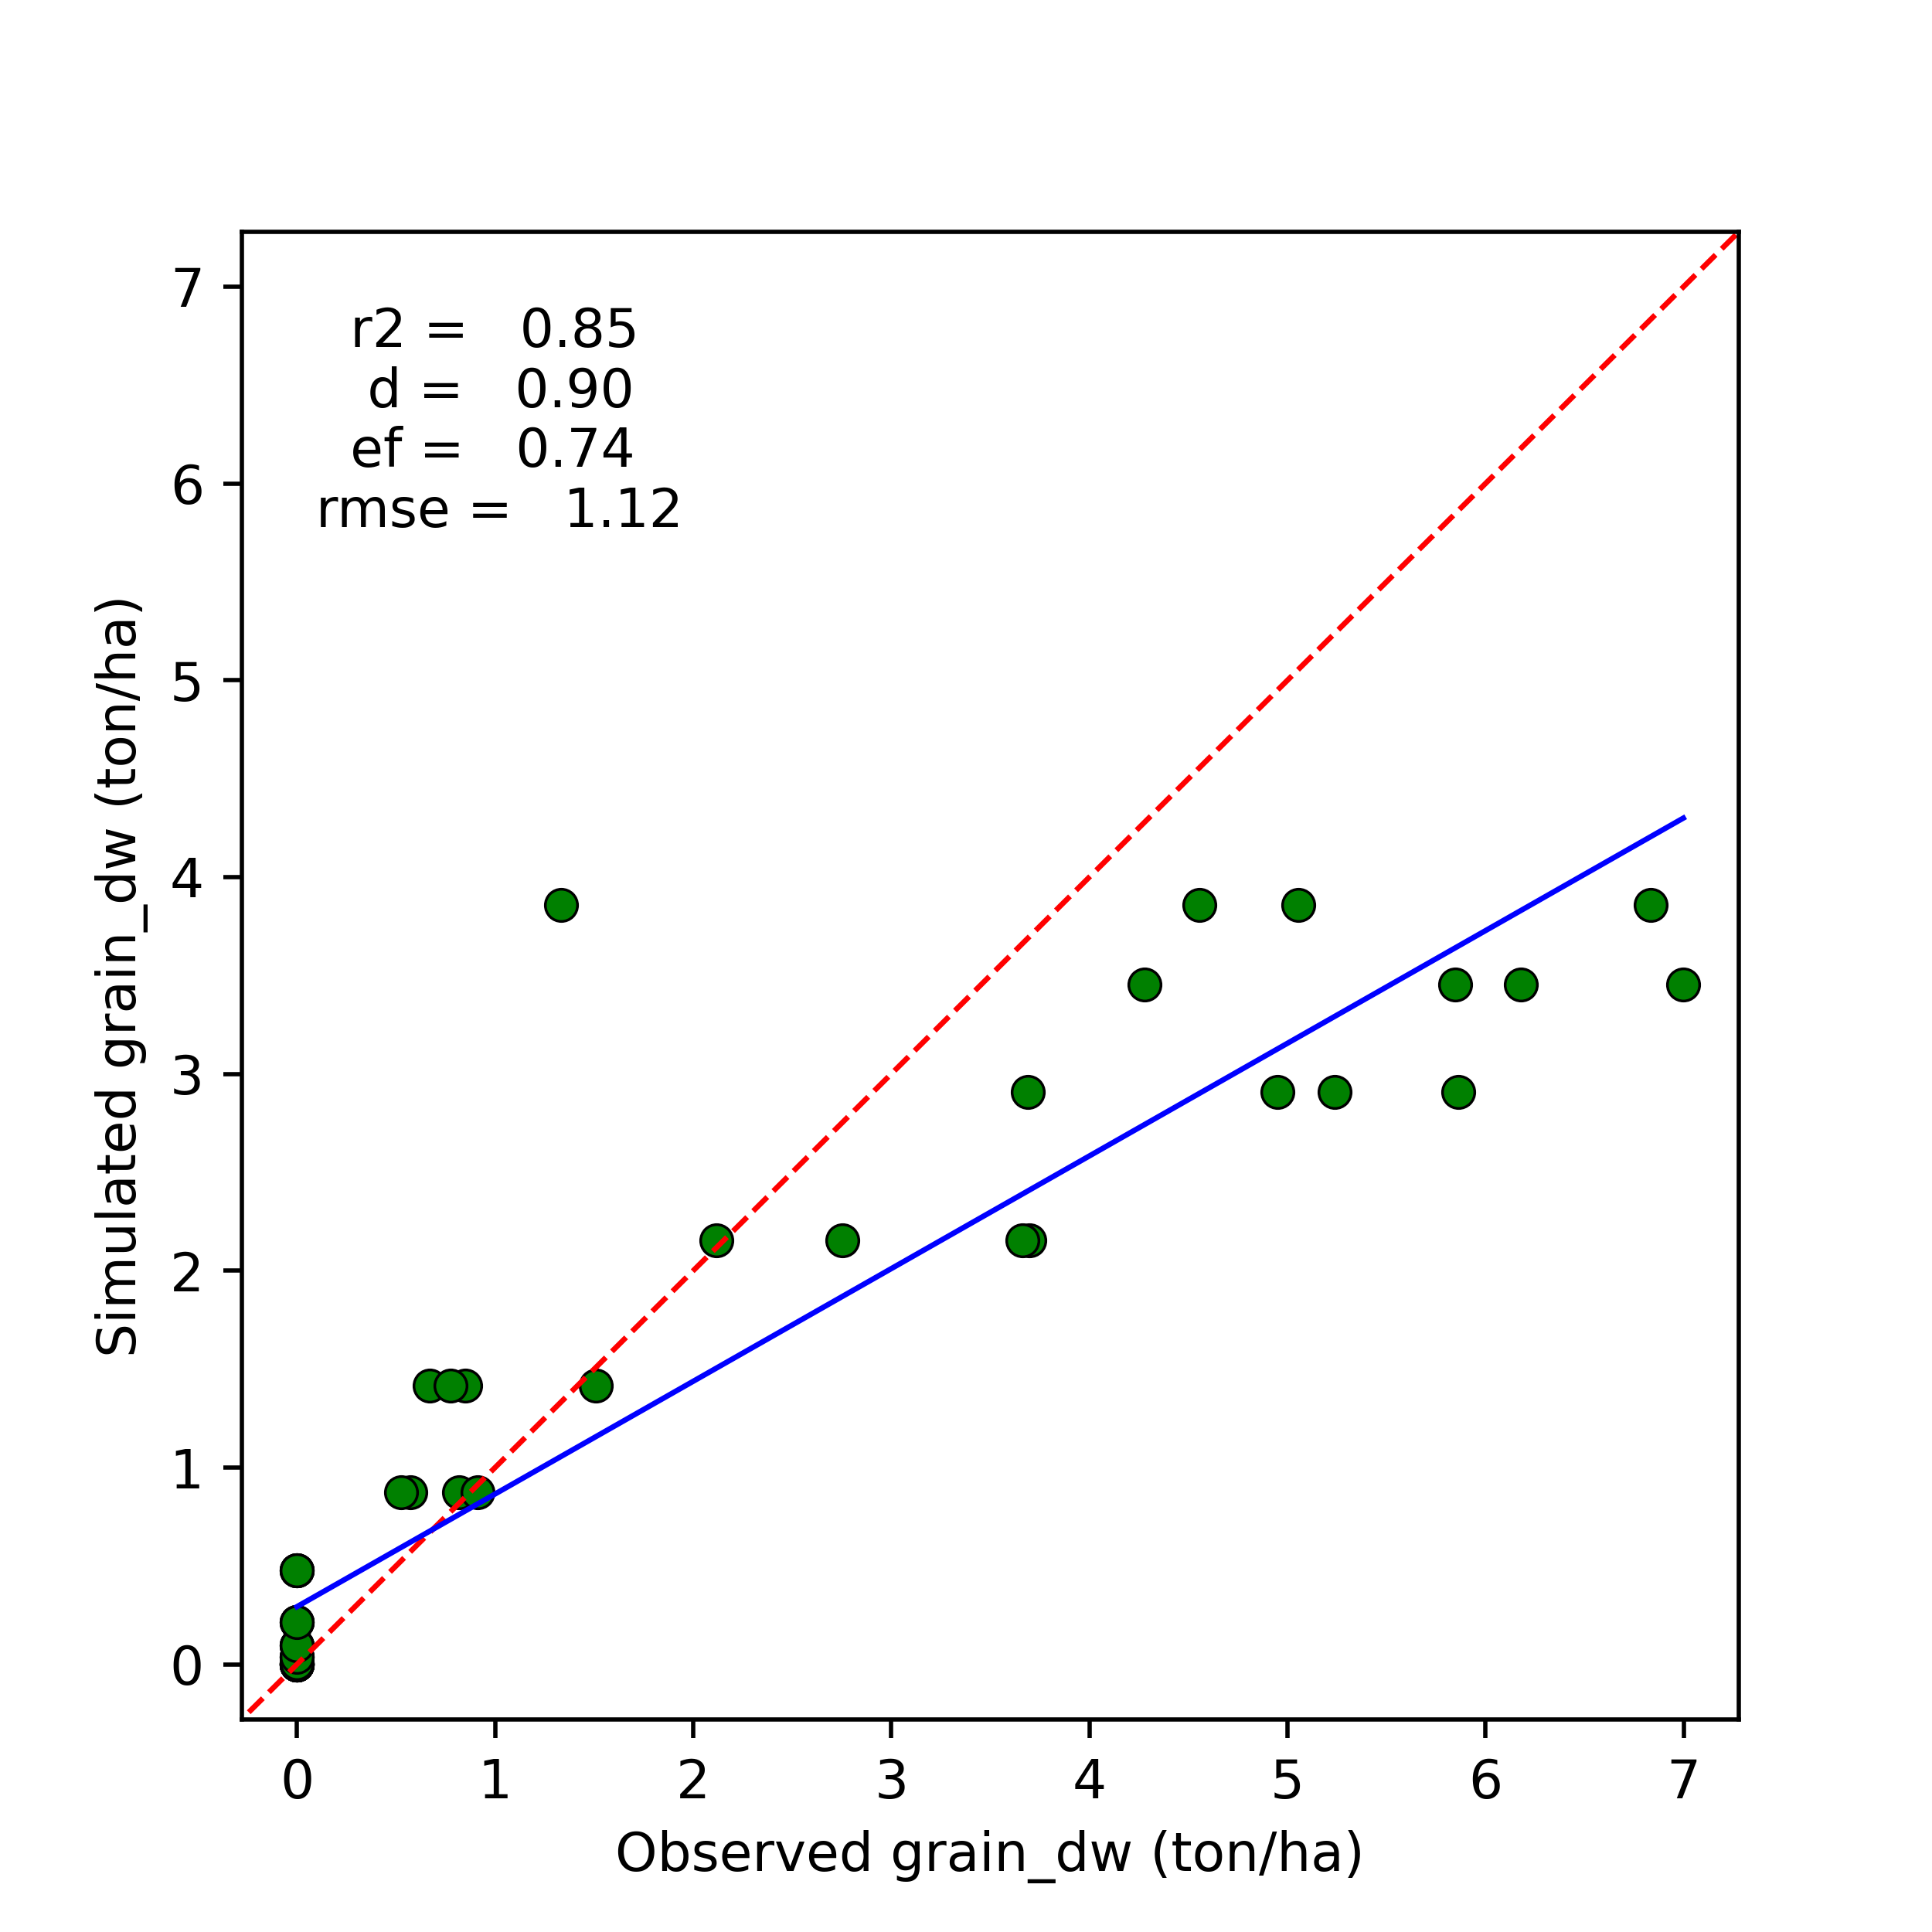 r2 = 0.85
d = 0.90
ef = 0.74
rmse = 1.12
7
6
5
4
3
2
1
0
Simulated grain_dw (ton/ha)
0 1 2 3 4 5 6 7
Observed grain_dw (ton/ha)